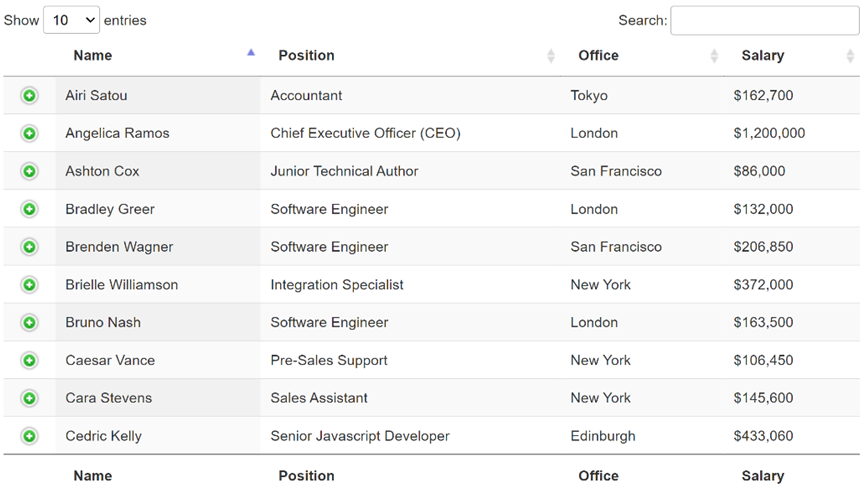 Show 10 entries Search:
Name Position Office Salary
Airi Satou Accountant Tokyo $162,700
Angelica Ramos Chief Executive Officer (CEO) London $1,200,000
Ashton Cox Junior Technical Author San Francisco $86,000
Bradley Greer Software Engineer London $132,000
Brenden Wagner Software Engineer San Francisco $206,850
Brielle Williamson Integration Specialist New York $372,000
Bruno Nash Software Engineer London $163,500
Caesar Vance Pre-Sales Support New York $106,450
Cara Stevens Sales Assistant New York $145,600
Cedric Kelly Senior Javascript Developer Edinburgh $433,060
Name Position Office Salary